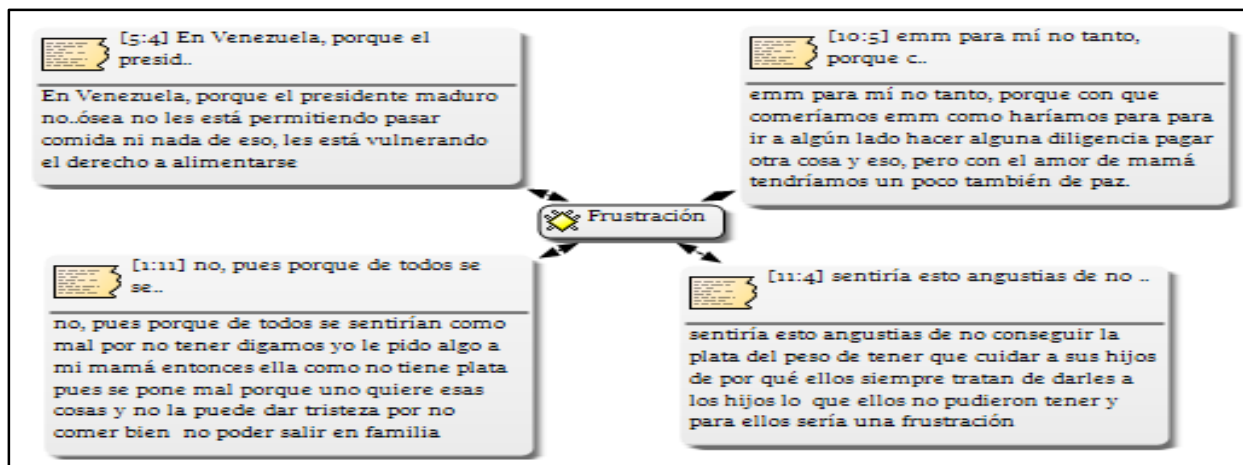 [5:4] En Venezuela, porque el
presid..
En Venezuela, porque el presidente maduro
no..ósea no les está permitiendo pasar
comida ni nada de eso, les está vulnerando
el derecho a alimentarse
[10:5] emm para mí no tanto,
porque c..
emm para mí no tanto, porque con que
comeríamos emm como haríamos para para
ir a algún lado hacer alguna diligencia pagar
otra cosa y eso, pero con el amor de mamá
tendríamos un poco también de paz.
Frustración
[1:11] no, pues porque de todos se
se..
no, pues porque de todos se sentirían como
mal por no tener digamos yo le pido algo a
mi mamá entonces ella como no tiene plata
pues se pone mal porque uno quiere esas
cosas y no la puede dar tristeza por no
comer bien no poder salir en familia
[11:4] sentiría esto angustias de no ..
sentiría esto angustias de no conseguir la
plata del peso de tener que cuidar a sus hijos
de por qué ellos siempre tratan de darles a
los hijos lo que ellos no pudieron tener y
para ellos sería una frustración